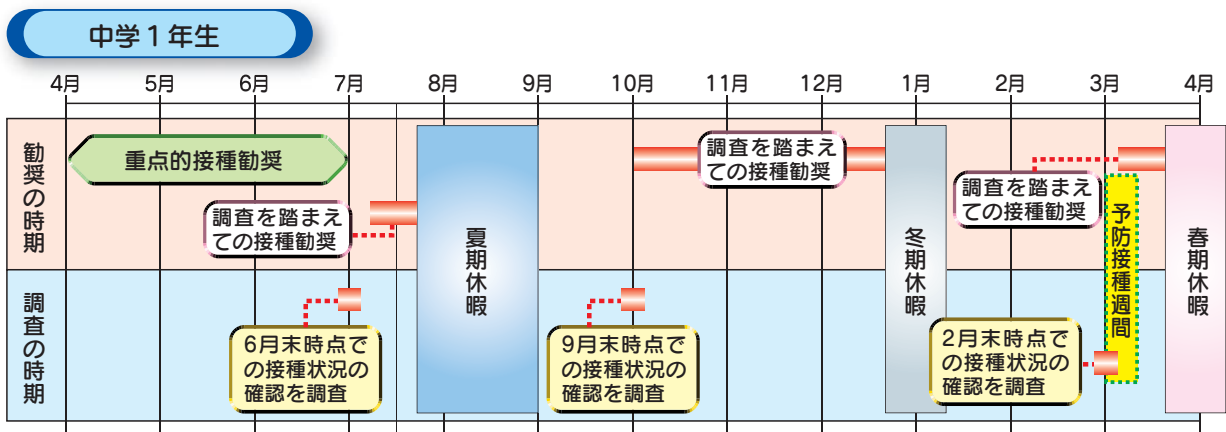 中学1年生
4月 5月 6月 7月 8月 9月 10月 11月 12月 1月 2月 3月 4月
勧奨の時期
重点的接種勧奨
調査を踏まえ
ての接種勧奨
調査を踏まえ
ての接種勧奨
調査を踏まえ
ての接種勧奨
夏期休暇
冬期休暇
予防接種週間
春期休暇
調査の時期
6月末時点で
の接種状況の
確認を調査
9月末時点で
の接種状況の
確認を調査
2月末時点で
の接種状況の
確認を調査